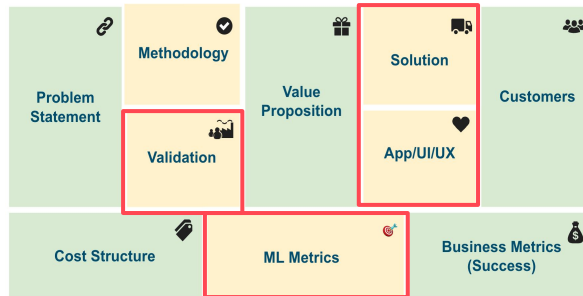 Problem
Statement
Methodology
Validation
Value
Proposition
Solution
App/UI/UX
Customers
Cost Structure
ML Metrics
Business Metrics
(Success)
$